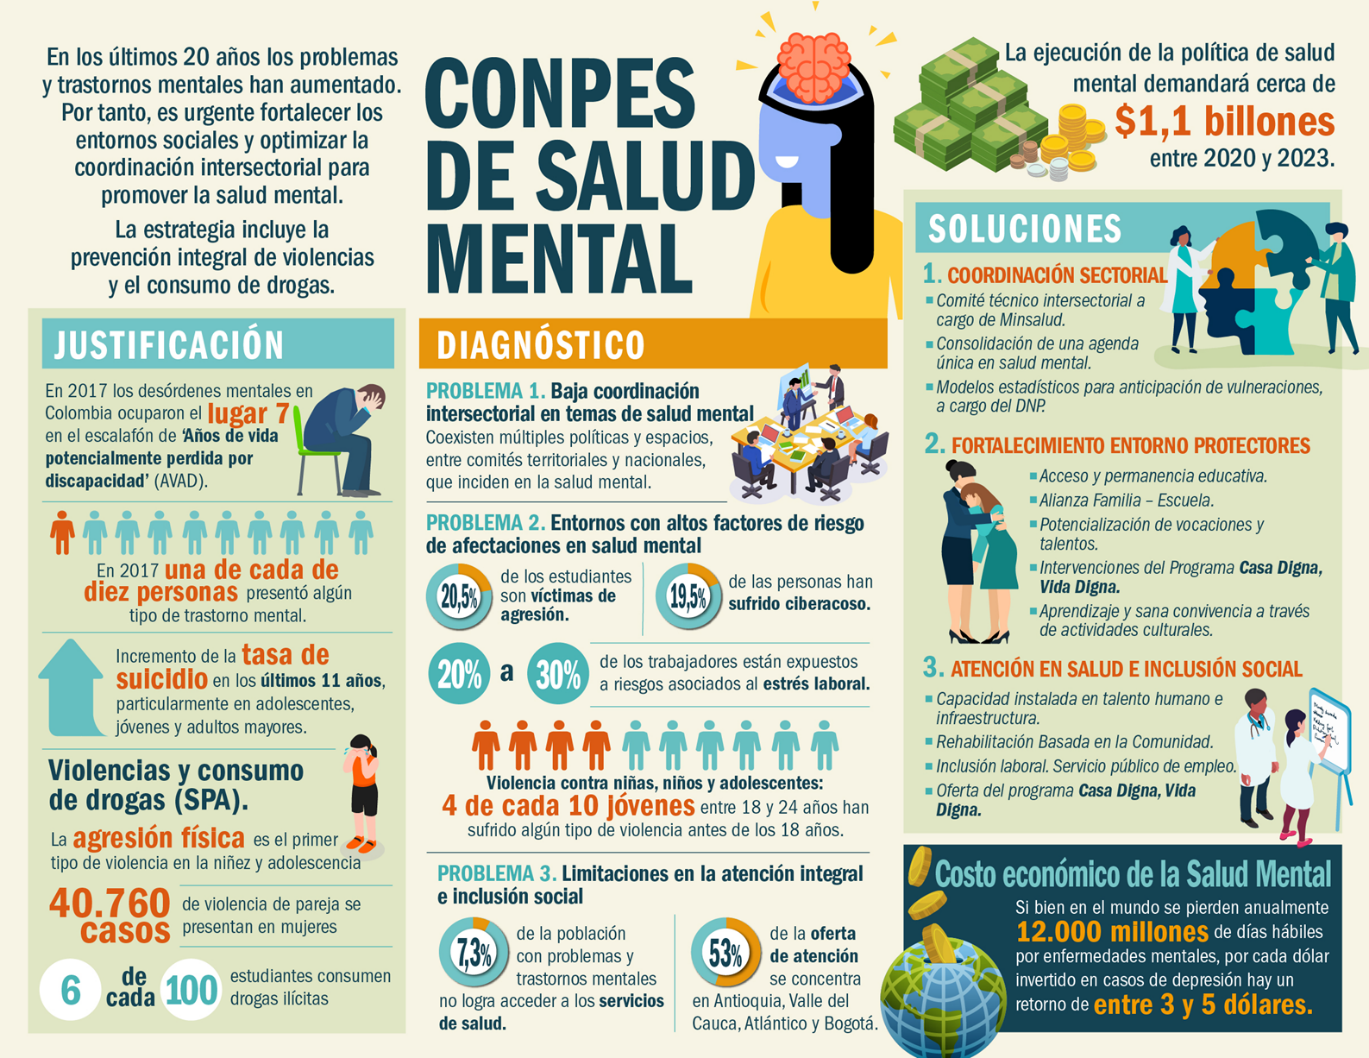 En los últimos 20 años los problemas
y trastornos mentales han aumentado.
Por tanto, es urgente fortalecer los
entornos sociales y optimizar la
coordinación intersectorial para
promover la salud mental.
La estrategia incluye la
prevención integral de violencias
y el consumo de drogas.
CONPES
DE SALUD
MENTAL
La ejecución de la política de salud
mental demandará cerca de
$1,1 billones
entre 2020 y 2023.
JUSTIFICACIÓN
En 2017 los desórdenes mentales en
Colombia ocuparon el lugar 7
en el escalafón de ‘Años de vida
potencialmente perdida por
discapacidad’ (AVAD).
En 2017 una de cada de
diez personas presentó algún
tipo de trastorno mental.
Incremento de la tasa de
suicidio en los últimos 11 años,
particularmente en adolescentes,
jóvenes y adultos mayores.
Violencias y consumo
de drogas (SPA).
La agresión física es el primer
tipo de violencia en la niñez y adolescencia
40.760
casos
de violencia de pareja se
presentan en mujeres
6 de cada 100
estudiantes consumen
drogas ilícitas
DIAGNÓSTICO
PROBLEMA 1. Baja coordinación
intersectorial en temas de salud mental
Coexisten múltiples políticas y espacios,
entre comités territoriales y nacionales,
que inciden en la salud mental.
PROBLEMA 2. Entornos con altos factores de riesgo
de afectaciones en salud mental
20,5%
de los estudiantes
son víctimas de
agresión.
19,5%
de las personas han
sufrido ciberacoso.
20% a 30%
de los trabajadores están expuestos
a riesgos asociados al estrés laboral.
Violencia contra niñas, niños y adolescentes:
4 de cada 10 jóvenes entre 18 y 24 años han
sufrido algún tipo de violencia antes de los 18 años.
PROBLEMA 3. Limitaciones en la atención integral
e inclusión social
7,3%
de la población
con problemas y
trastornos mentales
no logra acceder a los servicios
de salud.
53%
de la oferta
de atención
se concentra
en Antioquia, Valle del
Cauca, Atlántico y Bogotá.
SOLUCIONES
1. COORDINACIÓN SECTORIAL
Comité técnico intersectorial a
cargo de Minsalud.
Consolidación de una agenda
única en salud mental.
Modelos estadísticos para anticipación de vulneraciones,
a cargo del DNP.
2. FORTALECIMIENTO ENTORNO PROTECTORES
Acceso y permanencia educativa.
Alianza Familia – Escuela.
Potencialización de vocaciones y
talentos.
Intervenciones del Programa Casa Digna,
Vida Digna.
Aprendizaje y sana convivencia a través
de actividades culturales.
3. ATENCIÓN EN SALUD E INCLUSIÓN SOCIAL
Capacidad instalada en talento humano e
infraestructura.
Rehabilitación Basada en la Comunidad.
Inclusión laboral. Servicio público de empleo.
Oferta del programa Casa Digna, Vida
Digna.
Costo económico de la Salud Mental
Si bien en el mundo se pierden anualmente
12.000 millones de días hábiles
por enfermedades mentales, por cada dólar
invertido en casos de depresión hay un
retorno de entre 3 y 5 dólares.